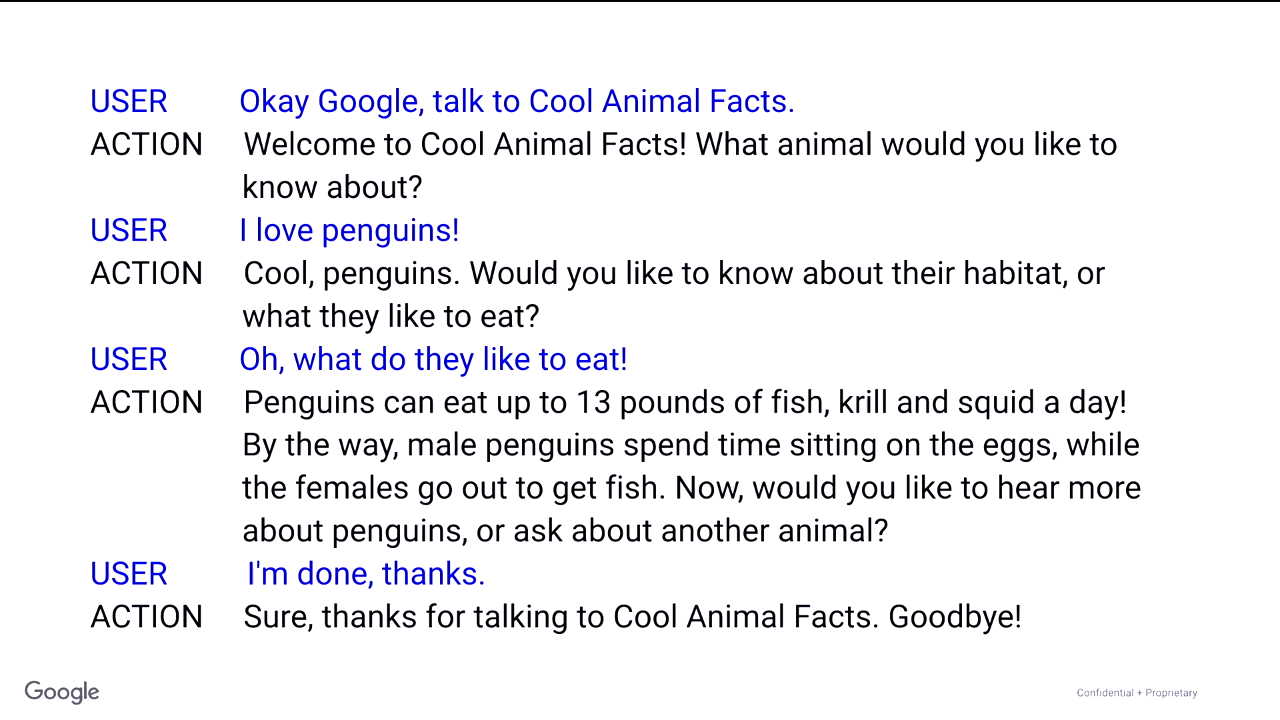 USER Okay Google, talk to Cool Animal Facts.
ACTION Welcome to Cool Animal Facts! What animal would you like to
know about?
USER I love penguins!
ACTION Cool, penguins. Would you like to know about their habitat, or
what they like to eat?
USER Oh, what do they like to eat!
ACTION Penguins can eat up to 13 pounds of fish, krill and squid a day!
By the way, male penguins spend time sitting on the eggs, while
the females go out to get fish. Now, would you like to hear more
about penguins, or ask about another animal?
USER I'm done, thanks.
ACTION Sure, thanks for talking to Cool Animal Facts. Goodbye!
Google
Confidential + Proprietary